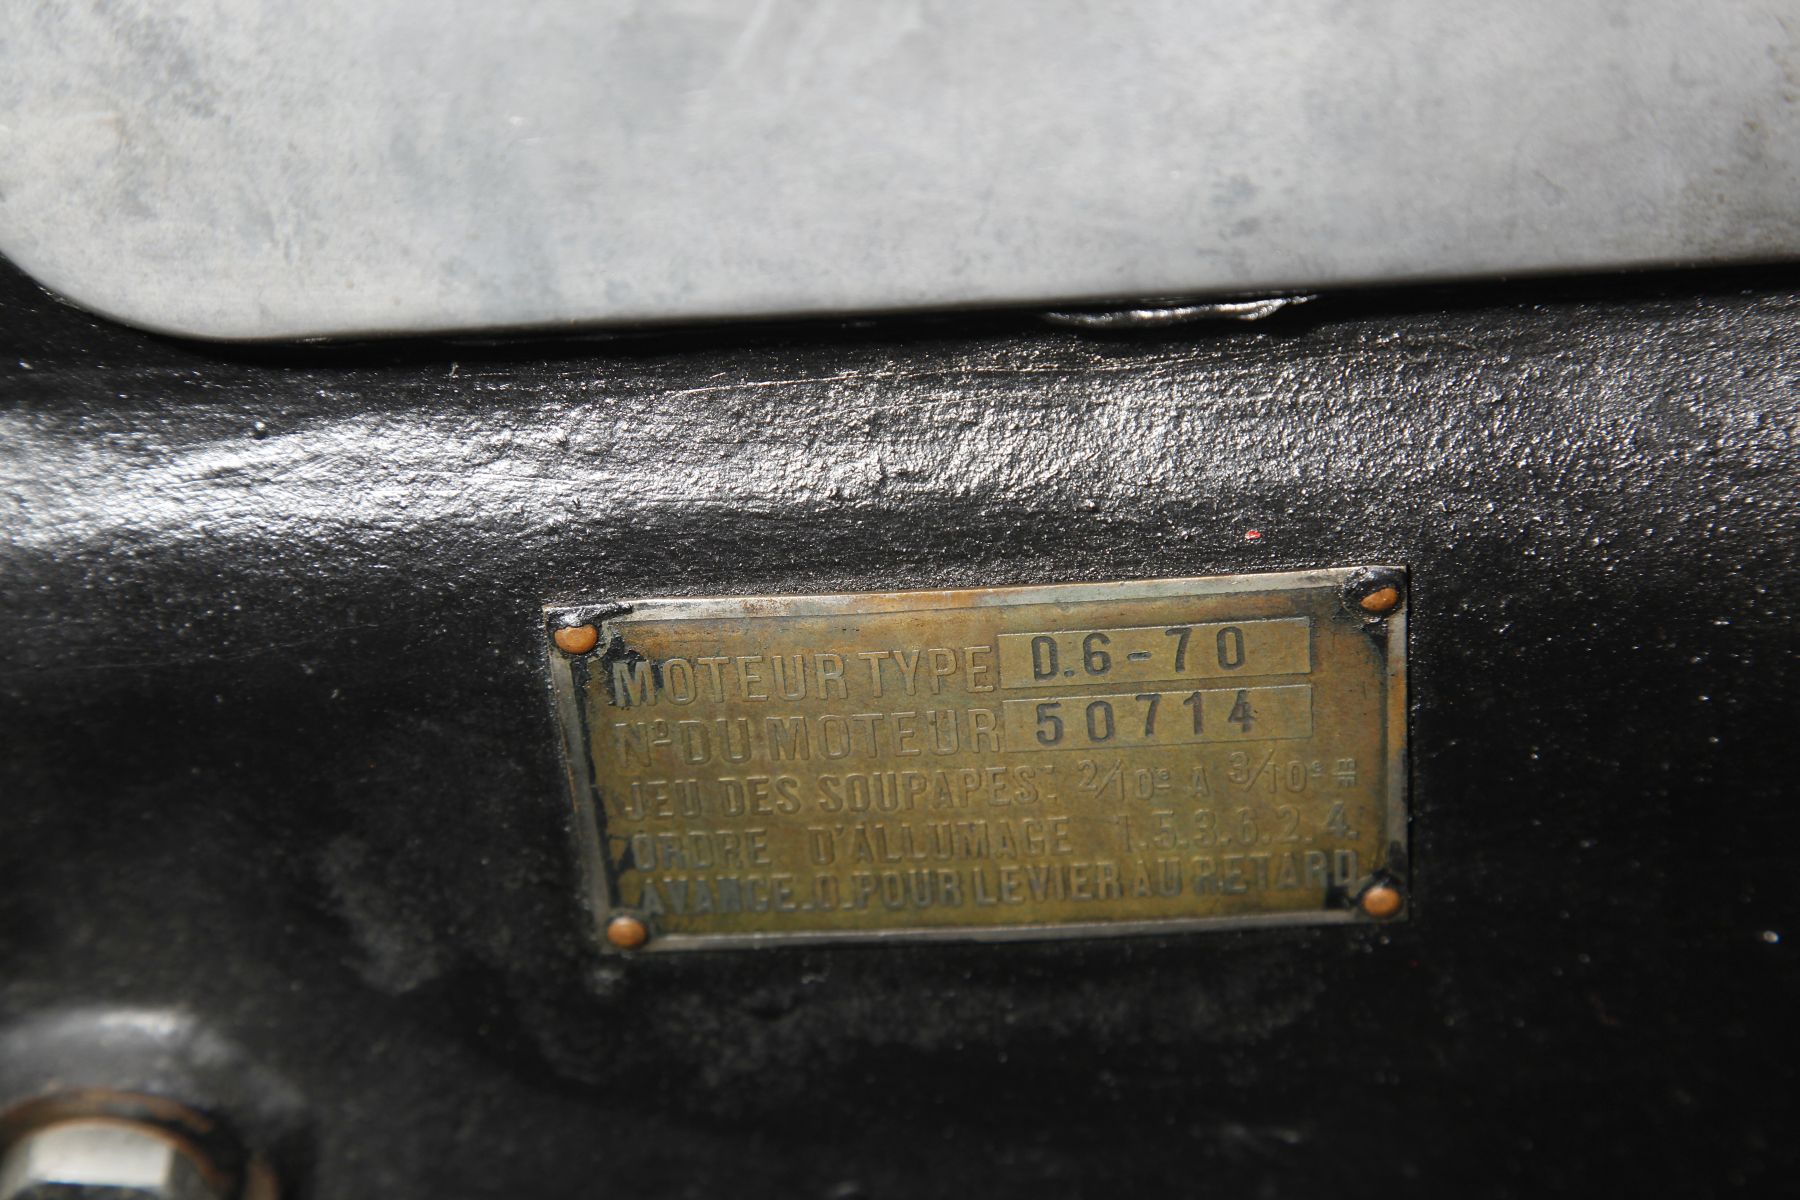 MOTEUR TYPE D.6-70
No DU MOTEUR 50714
JEU DES SOUPAPES: 2/10e A 3/10e
ORDRE D'ALLUMAGE 1.5.3.6.2.4.
AVANCE.O.POUR LEVIER AU RETARD